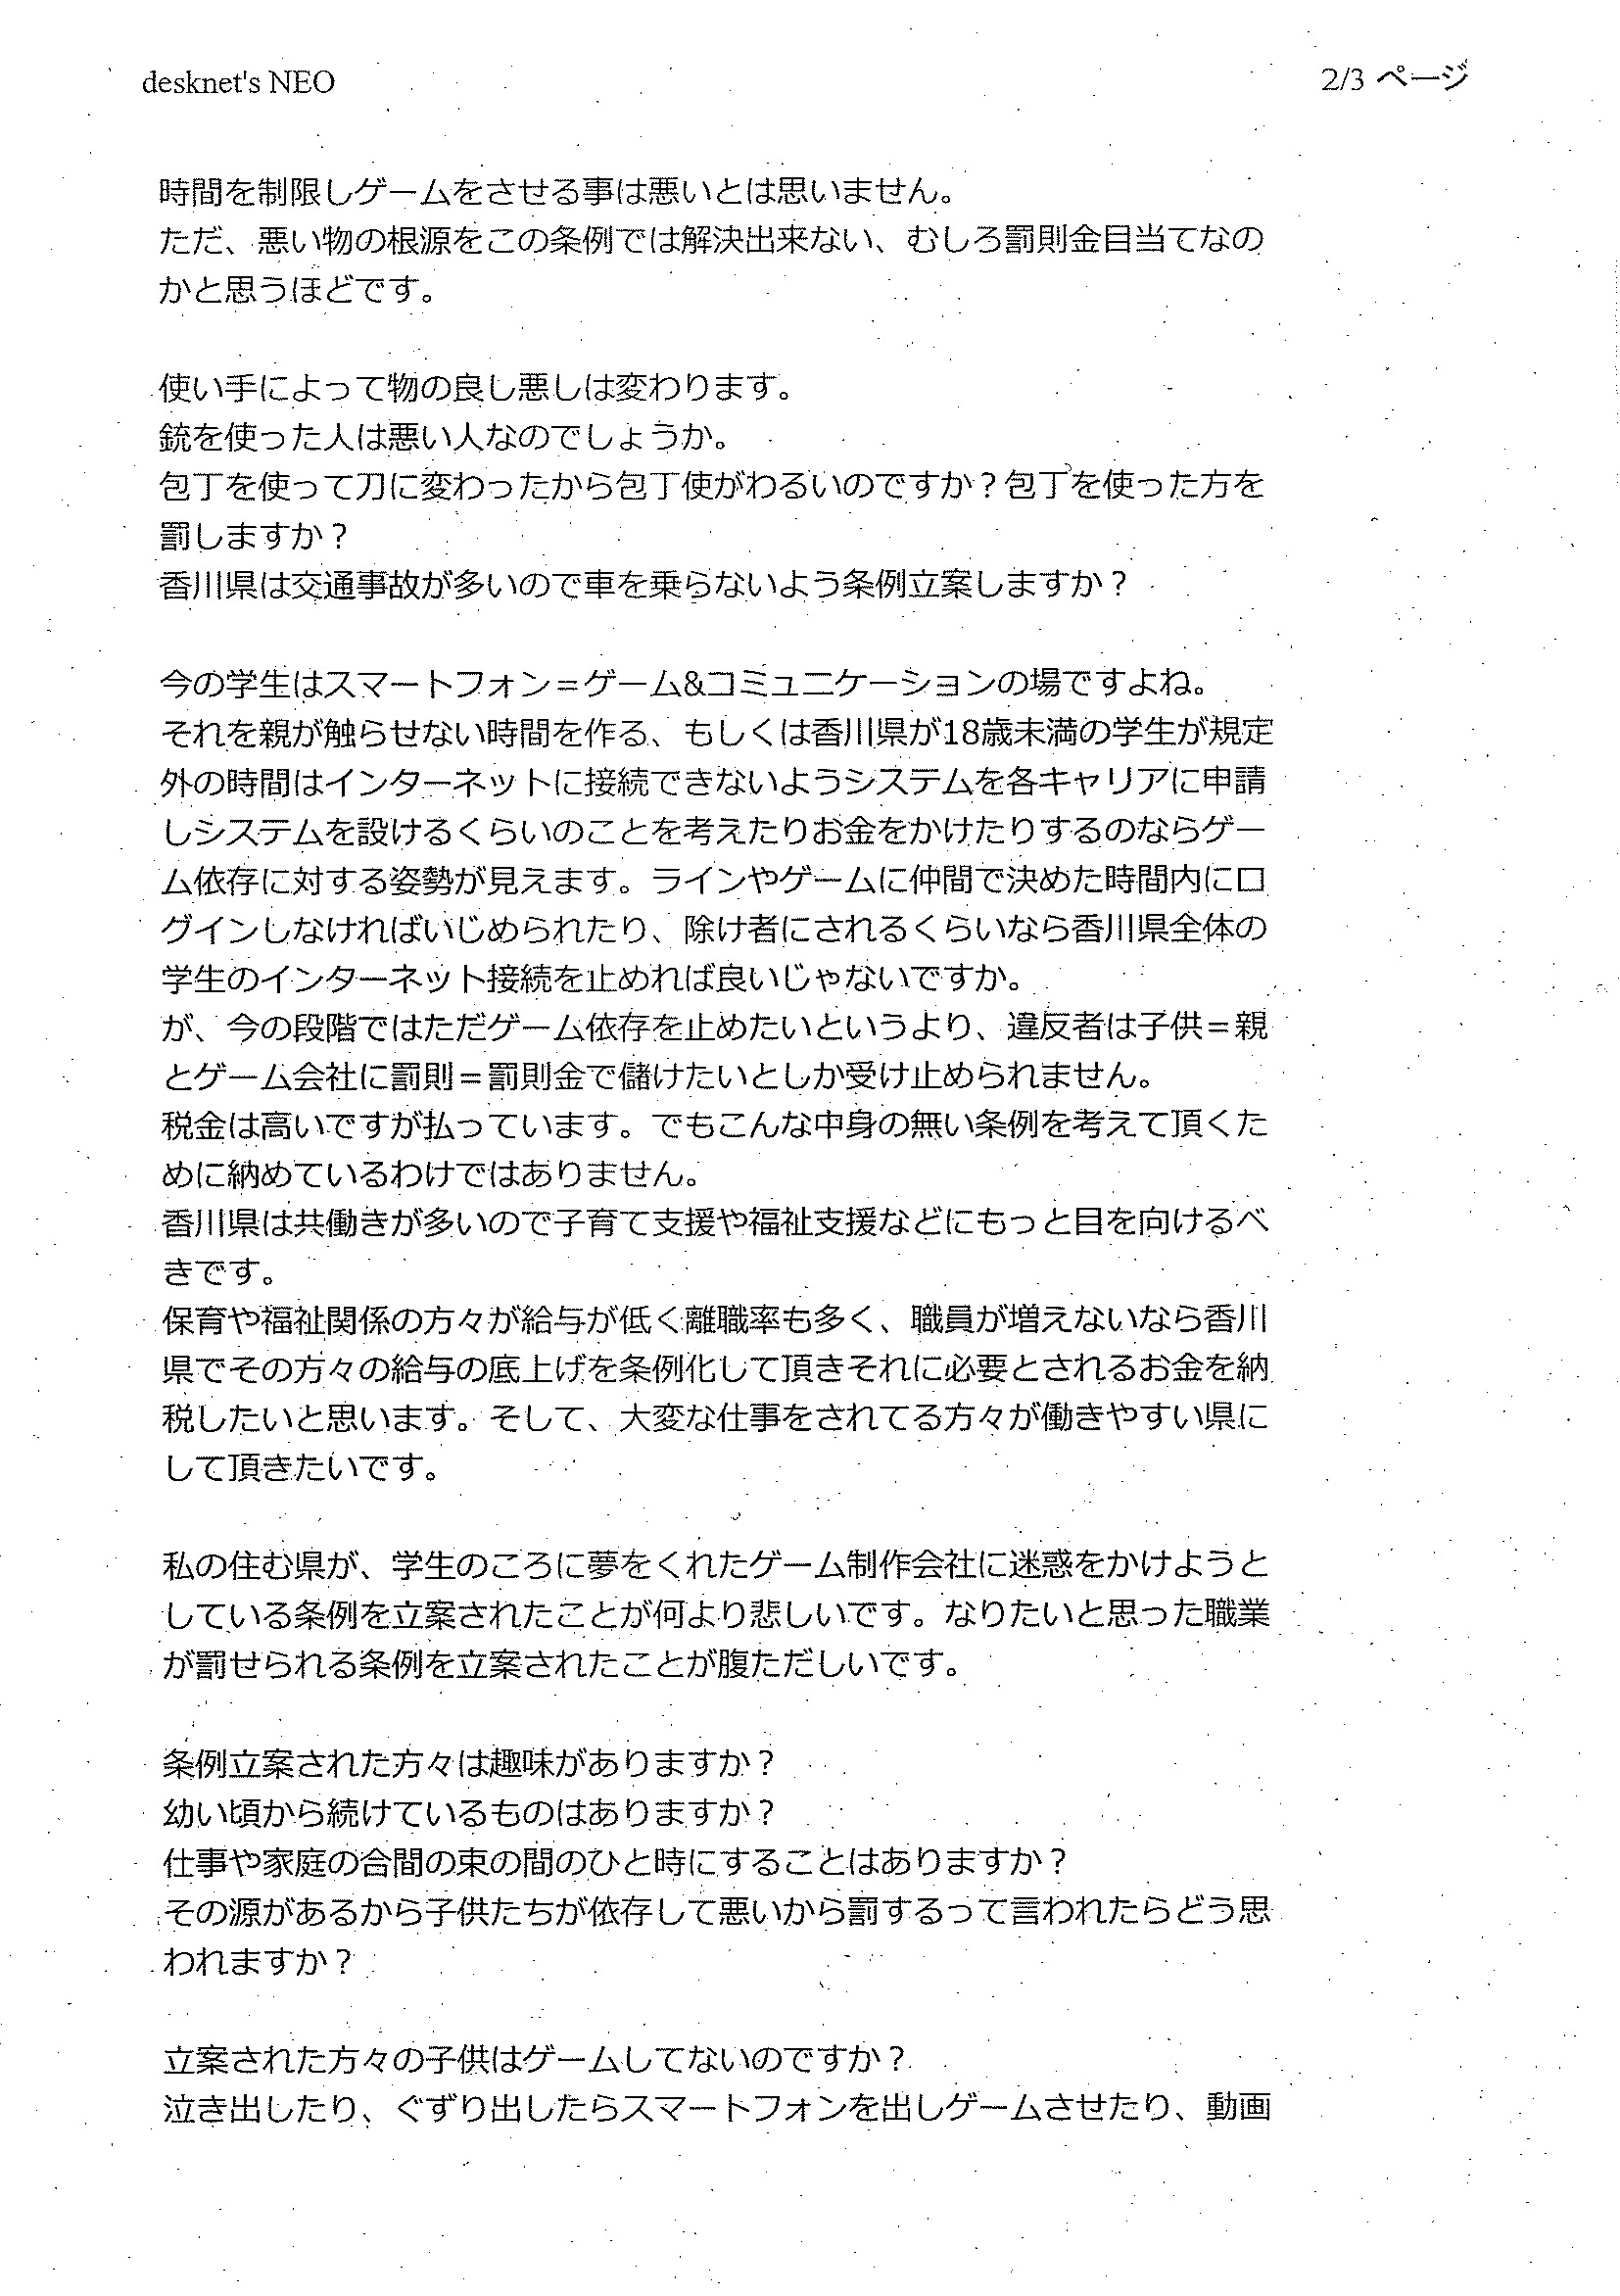 desknet's NEO
2/3 ページ
時間を制限しゲームをさせる事は悪いとは思いません。
ただ、悪い物の根源をこの条例では解決出来ない、むしろ罰則金目当てなの
かと思うほどです。
使い手によって物の良し悪しは変わります。
銃を使った人は悪い人なのでしょうか。
包丁を使って刀に変わったから包丁使がわるいのですか？包丁を使った方を
罰しますか？
香川県は交通事故が多いので車を乗らないよう条例立案しますか？
今の学生はスマートフォン＝ゲーム&コミュニケーションの場ですよね。
それを親が触らせない時間を作る、もしくは香川県が18歳未満の学生が規定
外の時間はインターネットに接続できないようシステムを各キャリアに申請
しシステムを設けるくらいのことを考えたりお金をかけたりするのならゲー
ム依存に対する姿勢が見えます。ラインやゲームに仲間で決めた時間内にロ
グインしなければいじめられたり、除け者にされるくらいなら香川県全体の
学生のインターネット接続を止めれば良いじゃないですか。
が、今の段階ではただゲーム依存を止めたいというより、違反者は子供＝親
とゲーム会社に罰則＝罰則金で儲けたいとしか受け止められません。
税金は高いですが払っています。でもこんな中身の無い条例を考えて頂くた
めに納めているわけではありません。
香川県は共働きが多いので子育て支援や福祉支援などにもっと目を向けるべ
きです。
保育や福祉関係の方々が給与が低く離職率も多く、職員が増えないなら香川
県でその方々の給与の底上げを条例化して頂きそれに必要とされるお金を納
税したいと思います。そして、大変な仕事をされてる方々が働きやすい県に
して頂きたいです。
私の住む県が、学生のころに夢をくれたゲーム制作会社に迷惑をかけようと
している条例を立案されたことが何より悲しいです。なりたいと思った職業
が罰せられる条例を立案されたことが腹ただしいです。
条例立案された方々は趣味がありますか？
幼い頃から続けているものはありますか？
仕事や家庭の合間の束の間のひと時にすることはありますか？
その源があるから子供たちが依存して悪いから罰するって言われたらどう思
われますか？
立案された方々の子供はゲームしてないのですか？
泣き出したり、ぐずり出したらスマートフォンを出しゲームさせたり、動画